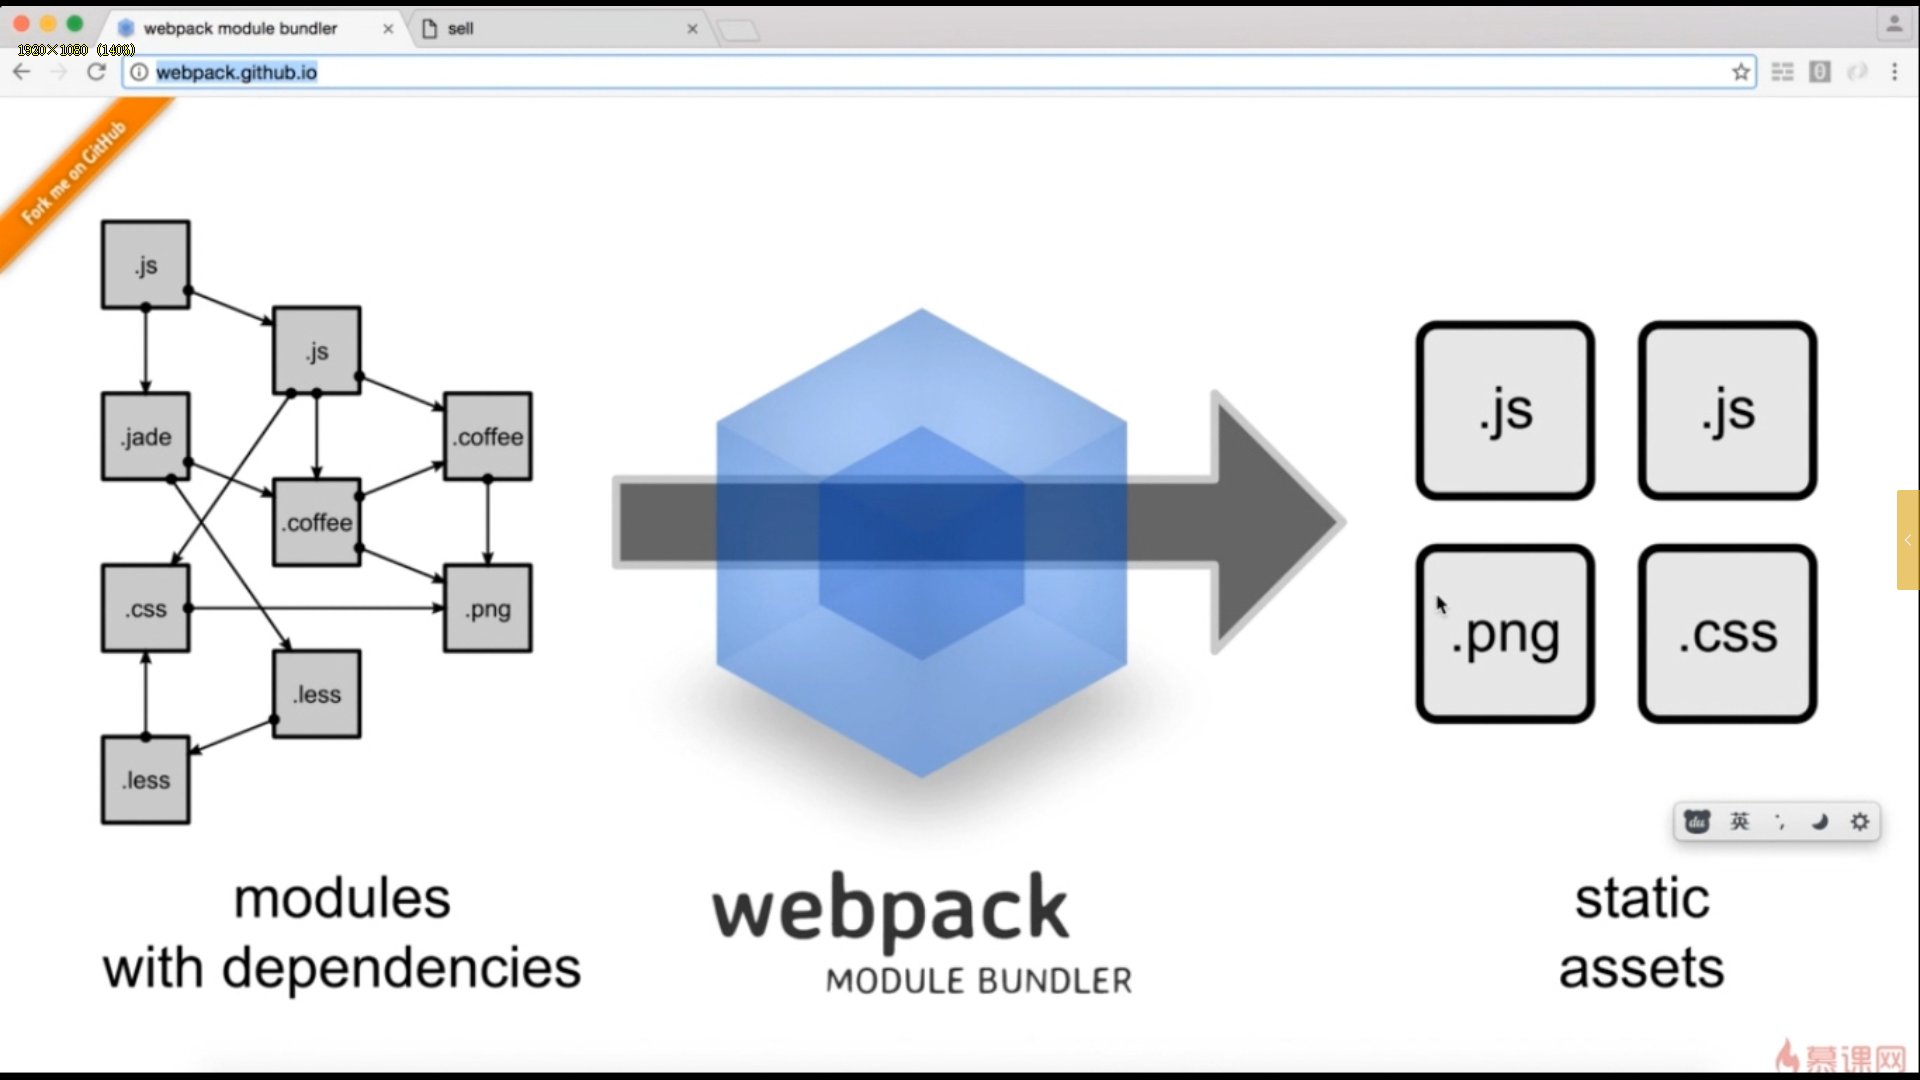 webpack module bundler
sell
1920×1080 (140%)
webpack.github.io
Fork me on GitHub
.js
.js
.jade
.coffee
.coffee
.css
.png
.less
.less
.js
.js
.png
.css
du 英
modules
with dependencies
webpack
MODULE BUNDLER
static
assets
慕课网